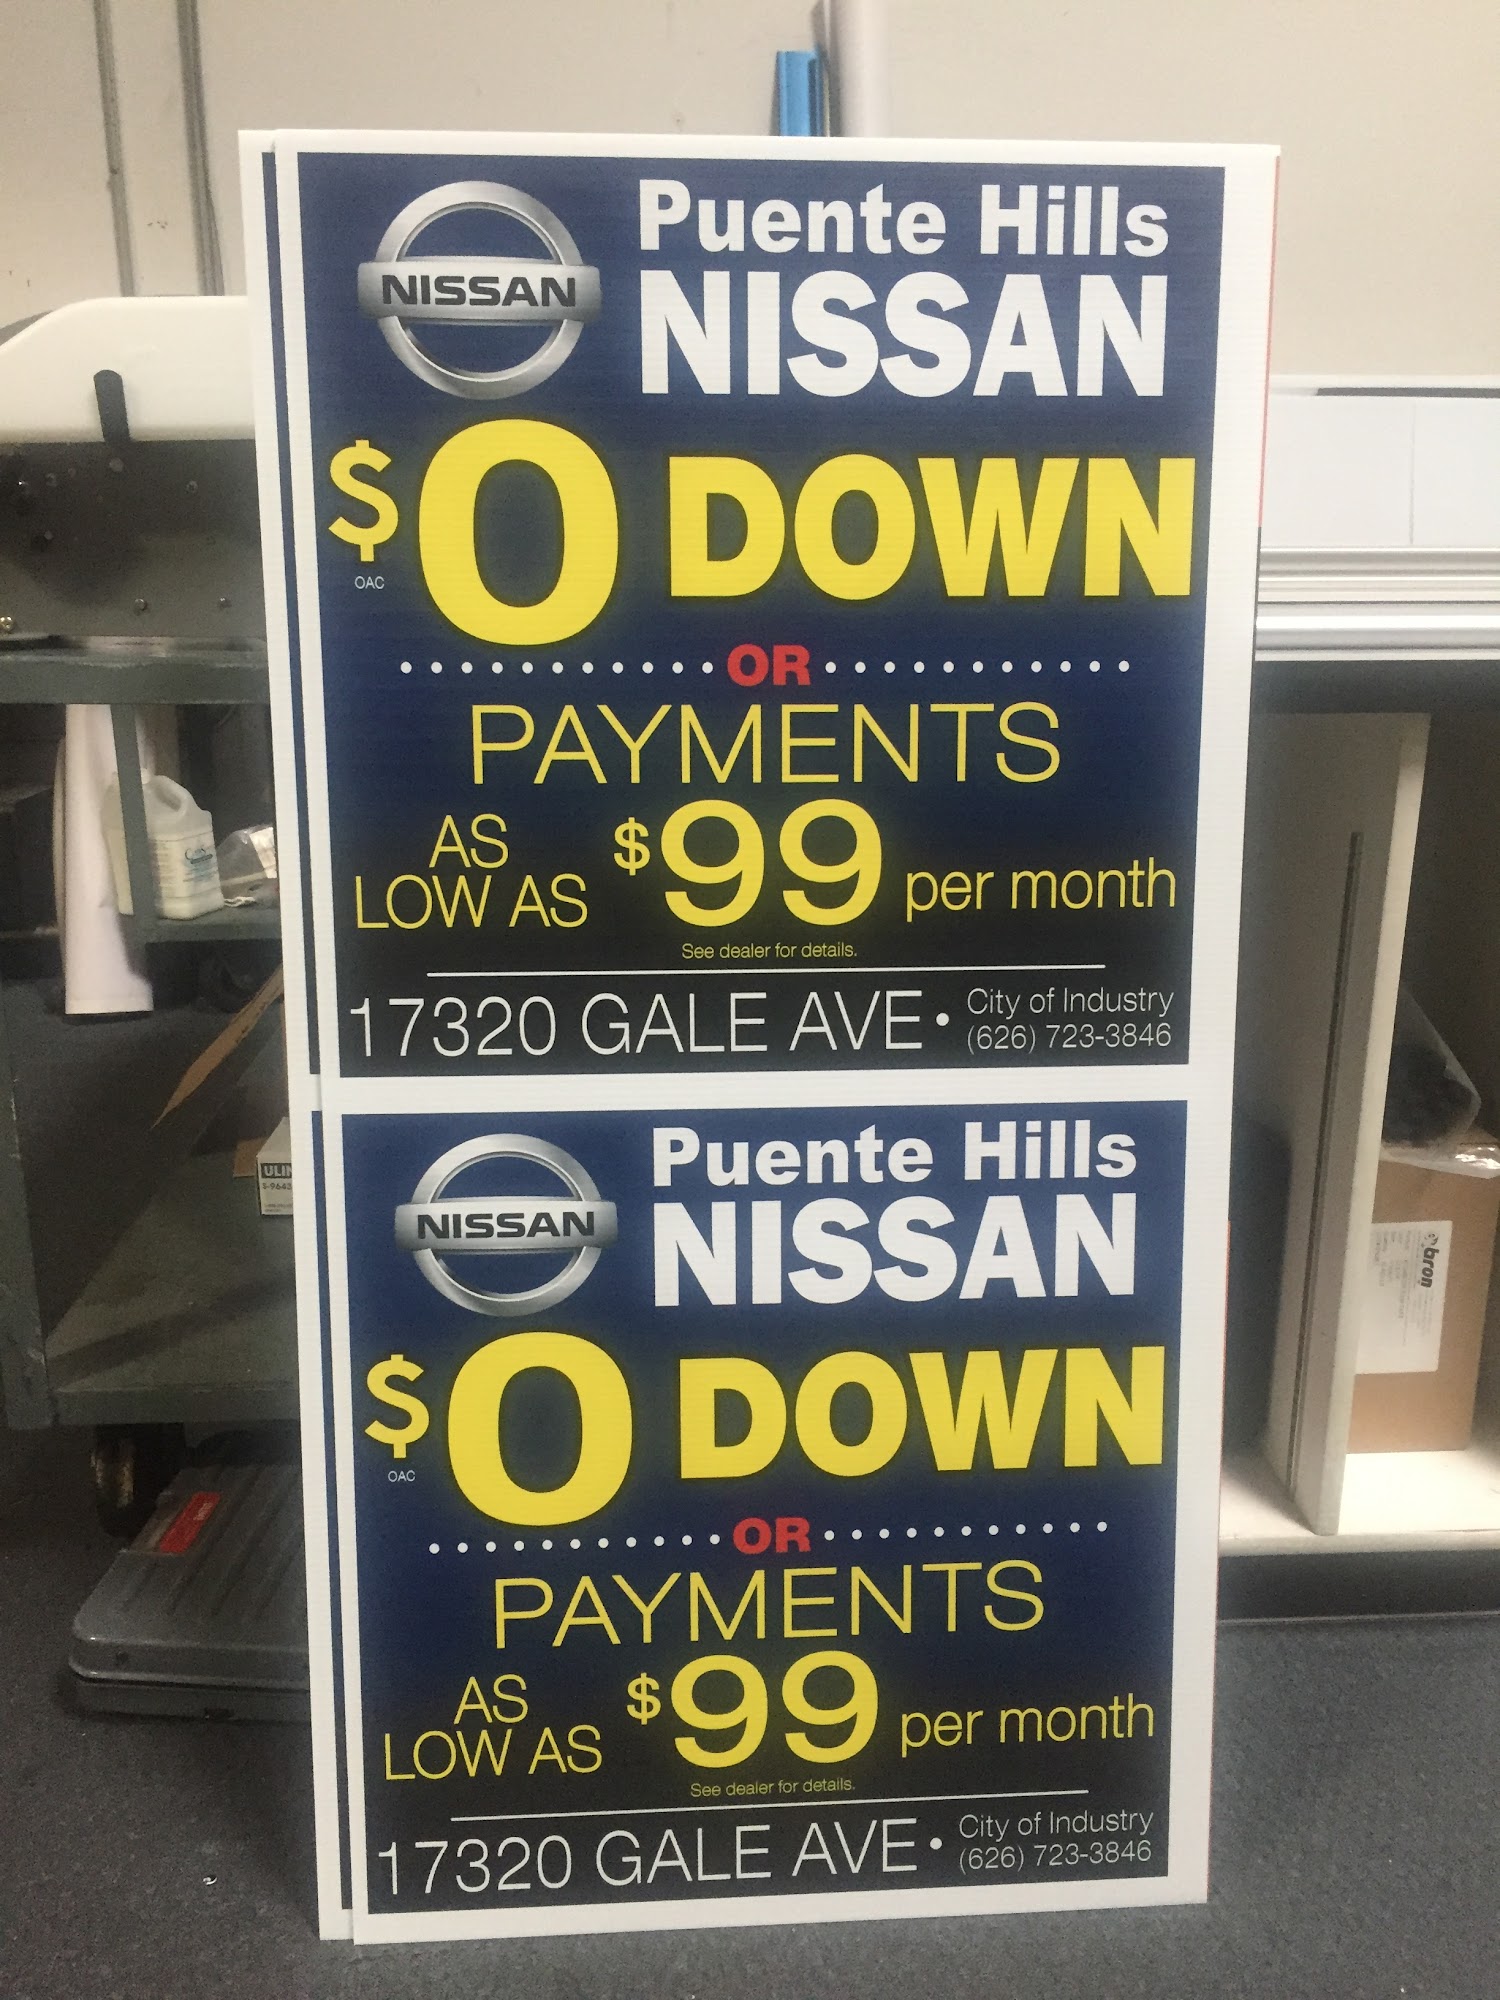 NISSAN
Puente Hills
NISSAN
$0 DOWN
OAC
OR
PAYMENTS
AS
LOW AS
$99 per month
See dealer for details.
17320 GALE AVE •
City of Industry
(626) 723-3846
NISSAN
Puente Hills
NISSAN
$0 DOWN
OAC
OR
PAYMENTS
AS
LOW AS
$99 per month
See dealer for details.
17320 GALE AVE •
City of Industry
(626) 723-3846
bron